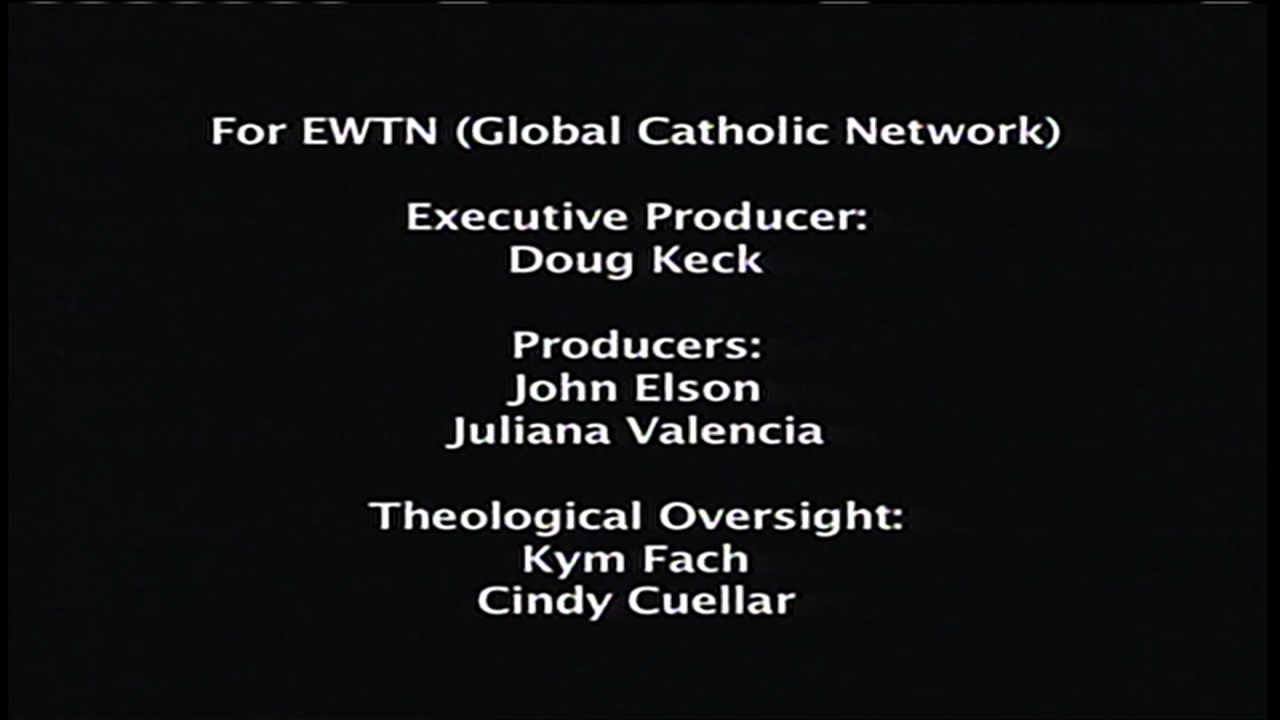 For EWTN (Global Catholic Network)
Executive Producer:
Doug Keck
Producers:
John Elson
Juliana Valencia
Theological Oversight:
Kym Fach
Cindy Cuellar